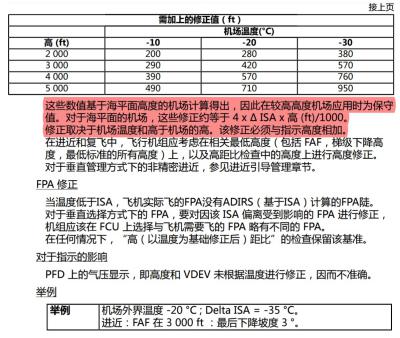 接上页
需加上的修正值 ( ft )
机场温度(°C)
高 (ft) -10 -20 -30
2 000 200 280 380
3 000 290 420 570
4 000 390 570 760
5 000 490 710 950
这些数值基于海平面高度的机场计算得出，因此在较高高度机场应用时为保守
值。对于海平面的机场，这些修正约等于 4 x Δ ISA x 高 (ft)/1000。
修正取决于机场温度和高于机场的高。该修正必须与指示高度相加。
在进近和复飞中，飞行机组应考虑在相关最低高度（包括 FAF，梯级下降高
度，最低标准的所有高度）上，以及高距比检查中的高度上进行高度修正。
对于垂直管理方式下的非精密进近，参见进近引导管理章节。
FPA 修正
当温度低于ISA，飞机实际飞的FPA没有ADIRS (基于ISA) 计算的FPA陡。
对于垂直选择方式下的 FPA，要对因该 ISA 偏离受到影响的 FPA 进行修正，
机组应该在 FCU 上选择与飞机需要飞的 FPA 略有不同的 FPA。
在任何情况下，“高（以温度为基础修正后）距比”的检查保留该基准。
对于指示的影响
PFD 上的气压显示，即高度和 VDEV 未根据温度进行修正，因而不准确。
举例
举例 机场外界温度 -20 °C ; Delta ISA = -35 °C。
进近：FAF 在 3 000 ft ：最后下降坡度 3 °。